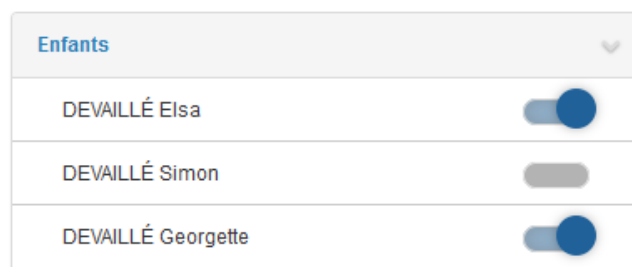 Enfants
DEVAILLÉ Elsa
DEVAILLÉ Simon
DEVAILLÉ Georgette